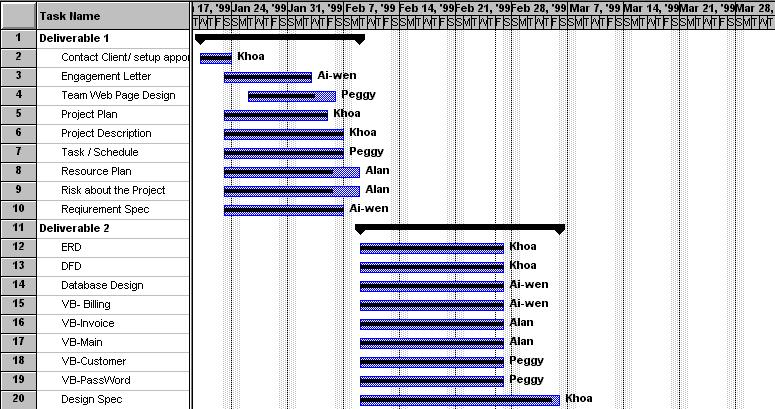 Task Name
17, '99 Jan 24, '99 Jan 31, '99 Feb 7, '99 Feb 14, '99 Feb 21, '99 Feb 28, '99 Mar 7, '99 Mar 14, '99 Mar 21, '99 Mar 28,
1 Deliverable 1
2 Contact Client/ setup appoi Khoa
3 Engagement Letter Ai-wen
4 Team Web Page Design Peggy
5 Project Plan Khoa
6 Project Description Khoa
7 Task / Schedule Peggy
8 Resource Plan Alan
9 Risk about the Project Alan
10 Reqiurement Spec Ai-wen
11 Deliverable 2
12 ERD Khoa
13 DFD Khoa
14 Database Design Ai-wen
15 VB- Billing Ai-wen
16 VB-Invoice Alan
17 VB-Main Alan
18 VB-Customer Peggy
19 VB-PassWord Peggy
20 Design Spec Khoa